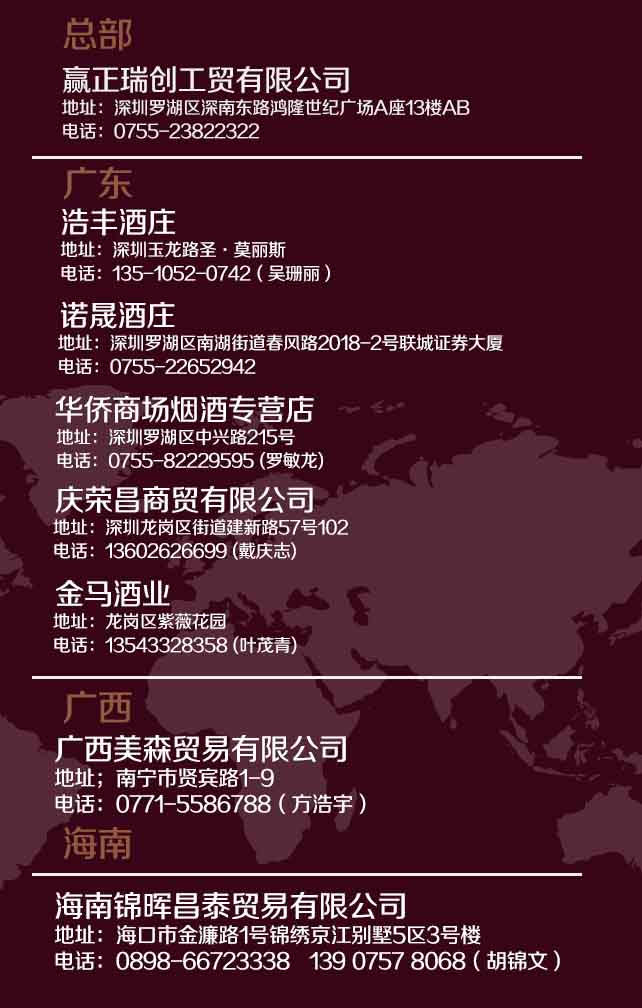 总部
赢正瑞创工贸有限公司
地址：深圳罗湖区深南东路鸿隆世纪广场A座13楼AB
电话：0755-23822322
广东
浩丰酒庄
地址：深圳玉龙路圣·莫丽斯
电话：135-1052-0742（吴珊丽）
诺晟酒庄
地址：深圳罗湖区南湖街道春风路2018-2号联城证券大厦
电话：0755-22652942
华侨商场烟酒专营店
地址：深圳罗湖区中兴路215号
电话：0755-82229595 (罗敏龙)
庆荣昌商贸有限公司
地址：深圳龙岗区街道建新路57号102
电话：13602626699 (戴庆志)
金马酒业
地址：龙岗区紫薇花园
电话：13543328358 (叶茂青)
广西
广西美森贸易有限公司
地址；南宁市贤宾路1-9
电话：0771-5586788（方浩宇）
海南
海南锦晖昌泰贸易有限公司
地址：海口市金濂路1号锦绣京江别墅5区3号楼
电话：0898-66723338 139 0757 8068（胡锦文）